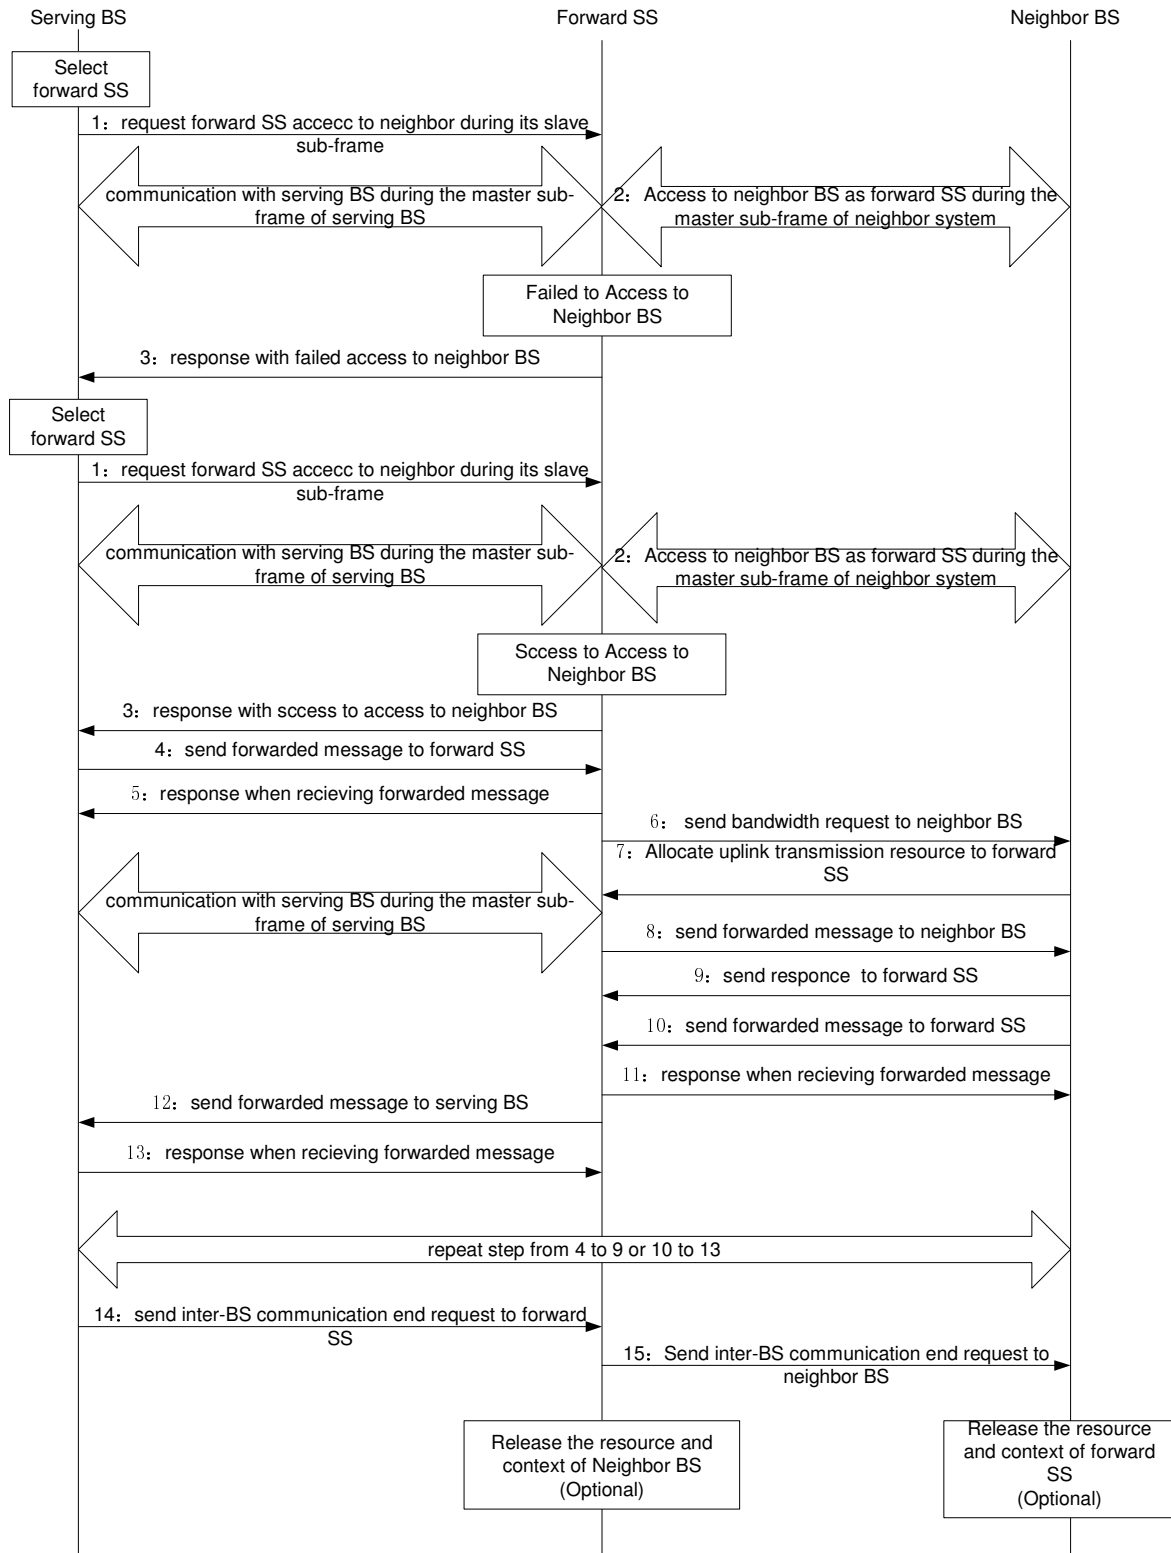 Serving BS
Forward SS
Neighbor BS
Select
forward SS
1：request forward SS accecc to neighbor during its slave
sub-frame
communication with serving BS during the master sub-
frame of serving BS
2：Access to neighbor BS as forward SS during the
master sub-frame of neighbor system
Failed to Access to
Neighbor BS
3：response with failed access to neighbor BS
Select
forward SS
1：request forward SS accecc to neighbor during its slave
sub-frame
communication with serving BS during the master sub-
frame of serving BS
2：Access to neighbor BS as forward SS during the
master sub-frame of neighbor system
Sccess to Access to
Neighbor BS
3：response with sccess to access to neighbor BS
4：send forwarded message to forward SS
5：response when recieving forwarded message
6： send bandwidth request to neighbor BS
7：Allocate uplink transmission resource to forward
SS
communication with serving BS during the master sub-
frame of serving BS
8：send forwarded message to neighbor BS
9：send responce  to forward SS
10：send forwarded message to forward SS
11：response when recieving forwarded message
12：send forwarded message to serving BS
13：response when recieving forwarded message
repeat step from 4 to 9 or 10 to 13
14：send inter-BS communication end request to forward
SS
15：Send inter-BS communication end request to
neighbor BS
Release the resource and
context of Neighbor BS
(Optional)
Release the resource
and context of forward
SS
(Optional)